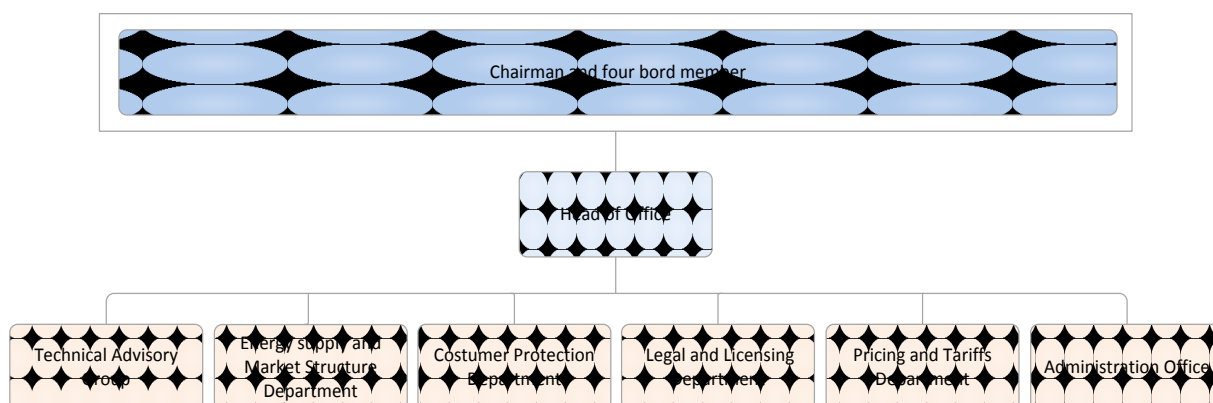 Chairman and four bord member
Head of Office
Technical Advisory
Group
Energy supply and
Market Structure
Department
Costumer Protection
Department
Legal and Licensing
Department
Pricing and Tariffs
Department
Administration Office